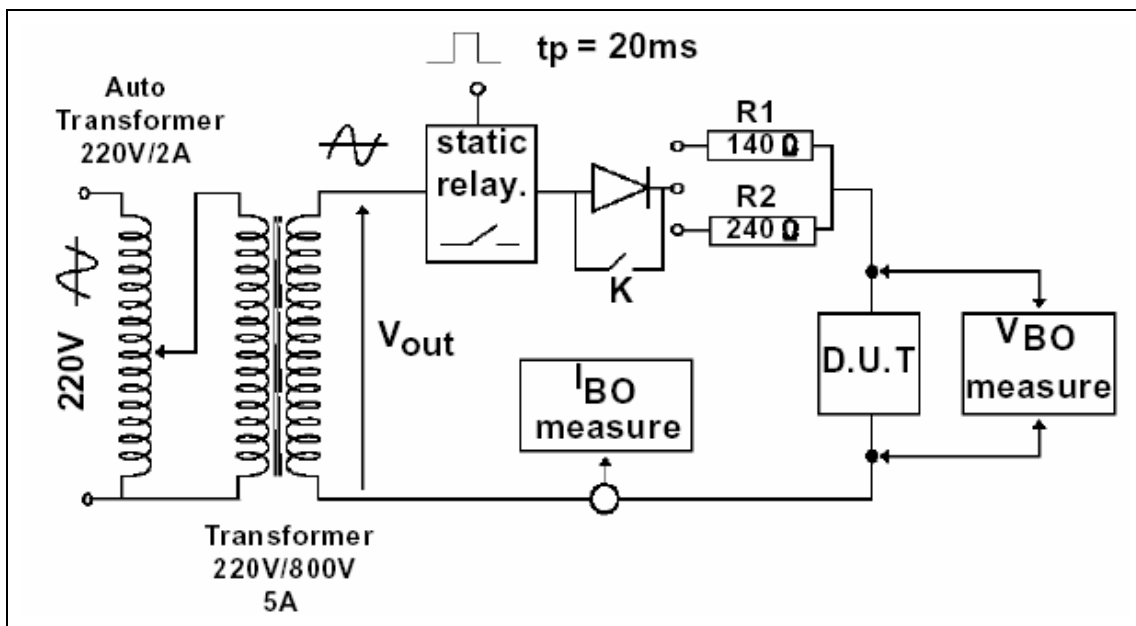 tp = 20ms
Auto
Transformer
220V/2A
static
relay.
R1
140 Ω
R2
240 Ω
K
220V
Vout
IBO
measure
D.U.T
VBO
measure
Transformer
220V/800V
5A